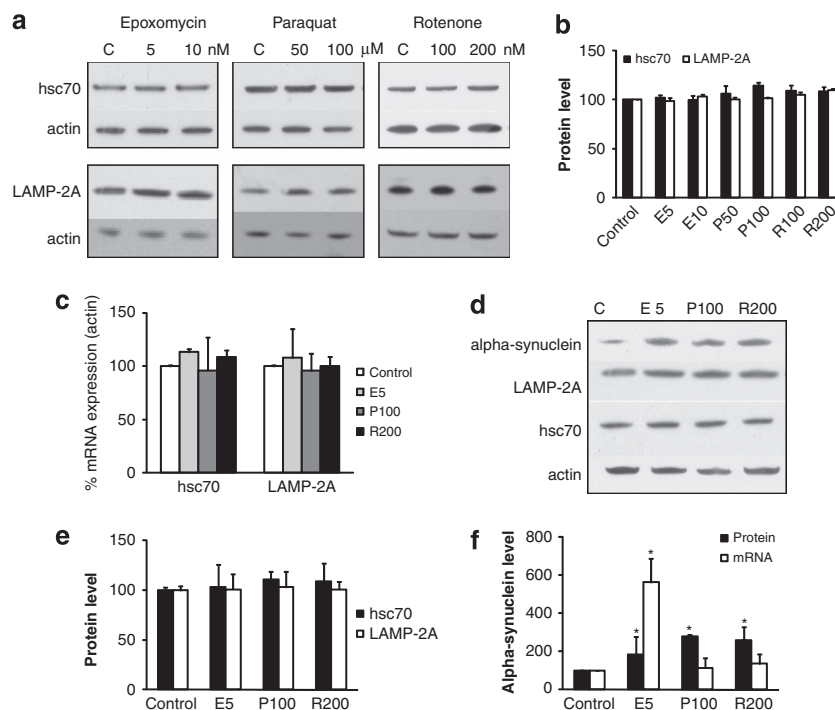 a
Epoxomycin Paraquat Rotenone
C 5 10 nM C 50 100 μM C 100 200 nM
hsc70
actin
LAMP-2A
actin
b
150
100
50
0
Protein level
hsc70 LAMP-2A
Control E5 E10 P50 P100 R100 R200
c
150
100
50
0
% mRNA expression (actin)
hsc70 LAMP-2A
Control
E5
P100
R200
d
C E 5 P100 R200
alpha-synuclein
LAMP-2A
hsc70
actin
e
150
100
50
0
Protein level
Control E5 P100 R200
hsc70
LAMP-2A
f
800
600
400
200
0
Alpha-synuclein level
Protein
mRNA
* * * *
Control E5 P100 R200